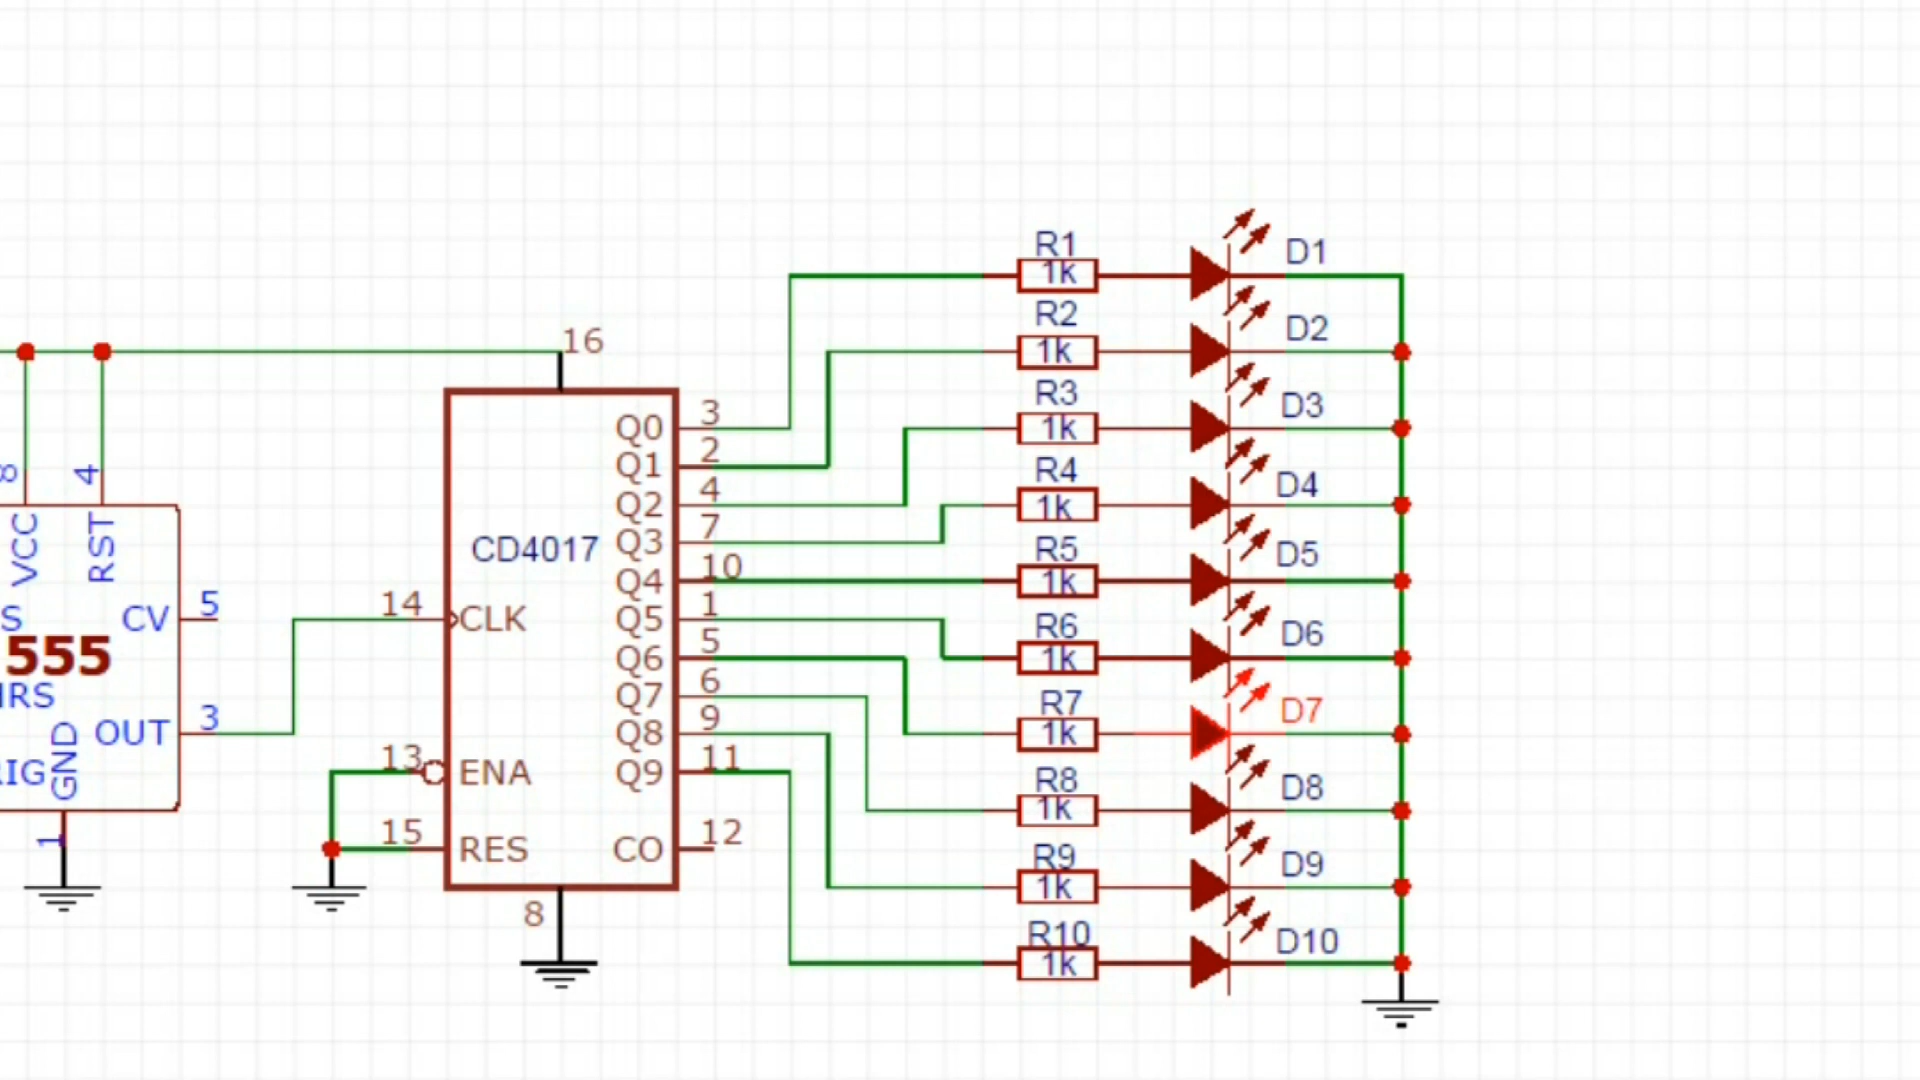 R1
1k
D1
R2
1k
D2
R3
1k
D3
R4
1k
D4
R5
1k
D5
R6
1k
D6
R7
1k
D7
R8
1k
D8
R9
1k
D9
R10
1k
D10
16
CD4017
Q0 3
Q1 2
Q2 4
Q3 7
Q4 10
Q5 1
Q6 5
Q7 6
Q8 9
Q9 11
CO 12
14 CLK
13 ENA
15 RES
8
8
4
VCC
RST
CV 5
S
555
OUT 3
GND
1